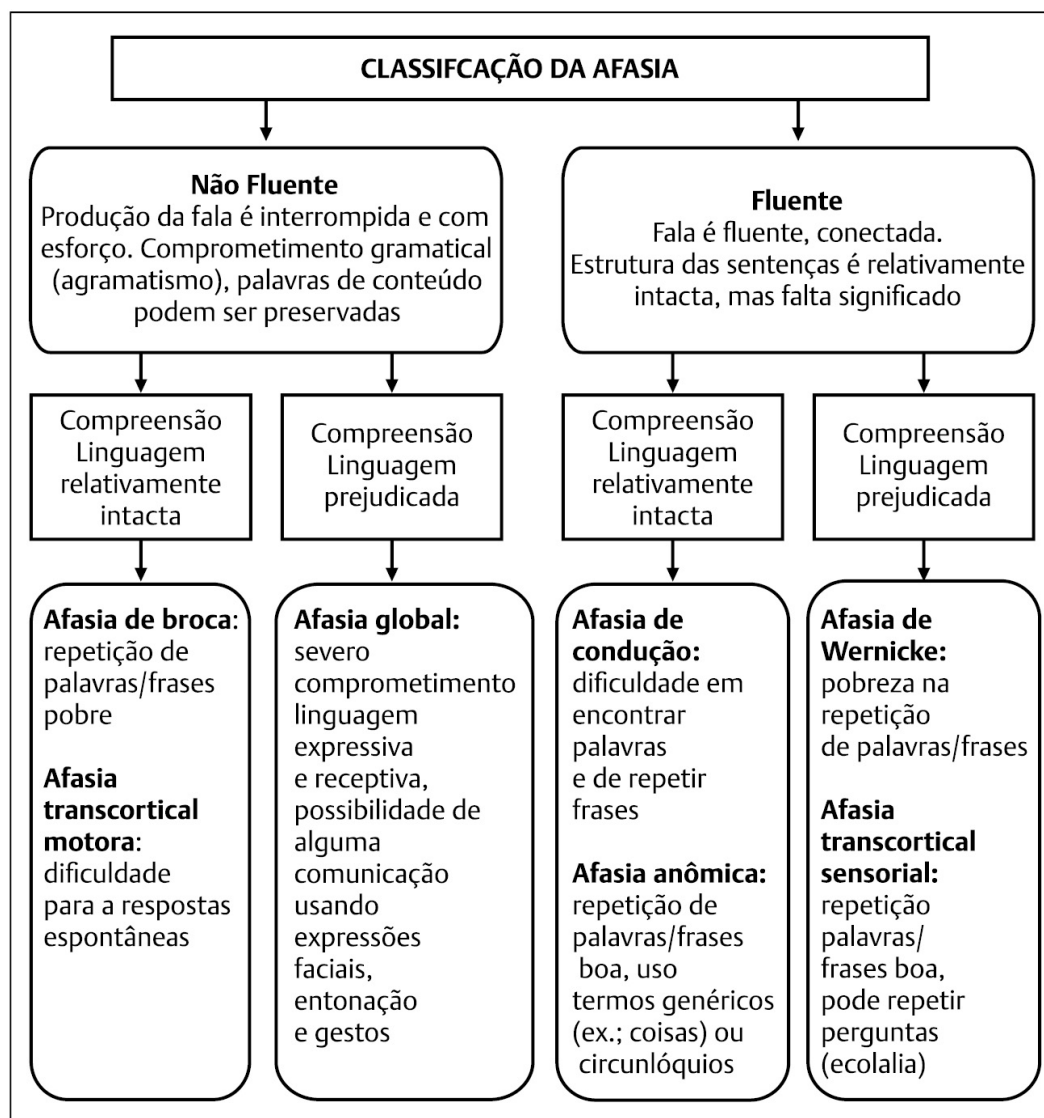 CLASSIFCAÇÃO DA AFASIA
Não Fluente
Produção da fala é interrompida e com
esforço. Comprometimento gramatical
(agramatismo), palavras de conteúdo
podem ser preservadas
Fluente
Fala é fluente, conectada.
Estrutura das sentenças é relativamente
intacta, mas falta significado
Compreensão
Linguagem
relativamente
intacta
Compreensão
Linguagem
prejudicada
Compreensão
Linguagem
relativamente
intacta
Compreensão
Linguagem
prejudicada
Afasia de broca:
repetição de
palavras/frases
pobre
Afasia
transcortical
motora:
dificuldade
para a respostas
espontâneas
Afasia global:
severo
comprometimento
linguagem
expressiva
e receptiva,
possibilidade de
alguma
comunicação
usando
expressões
faciais,
entonação
e gestos
Afasia de
condução:
dificuldade em
encontrar
palavras
e de repetir
frases
Afasia anômica:
repetição de
palavras/frases
boa, uso
termos genéricos
(ex.; coisas) ou
circunlóquios
Afasia de
Wernicke:
pobreza na
repetição
de palavras/frases
Afasia
transcortical
sensorial:
repetição
palavras/
frases boa,
pode repetir
perguntas
(ecolalia)